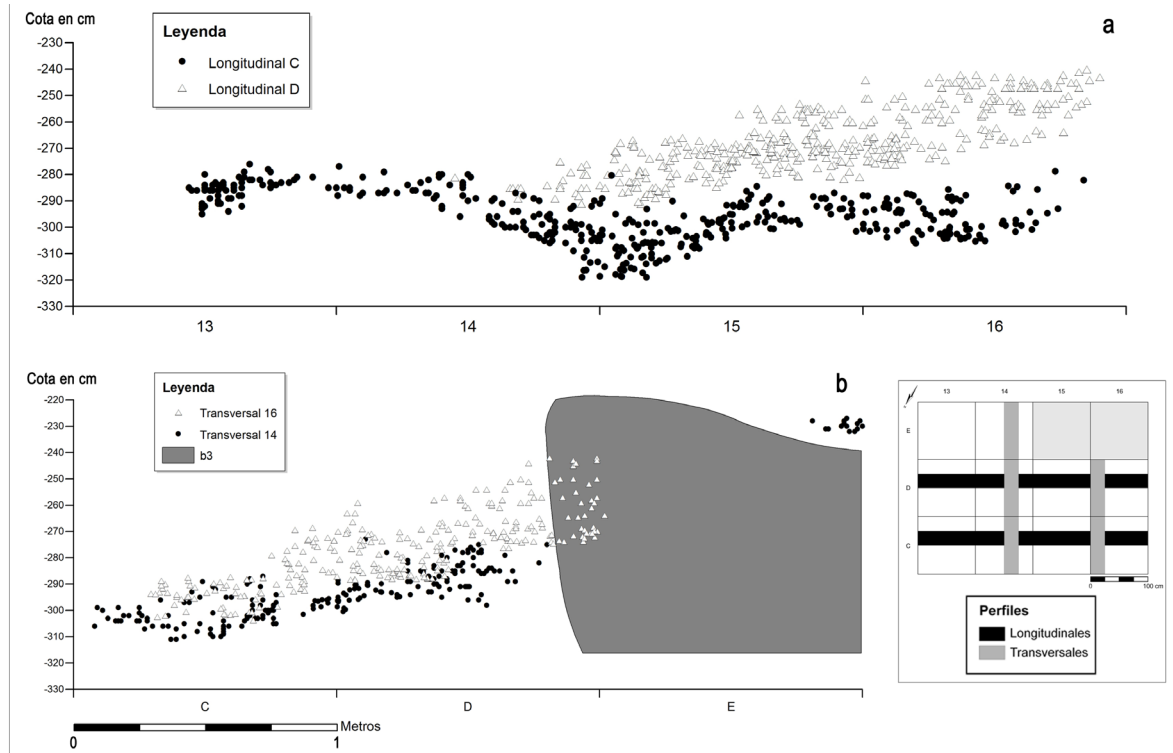 Cota en cm
a
Leyenda
Longitudinal C
Longitudinal D
-230
-240
-250
-260
-270
-280
-290
-300
-310
-320
-330
13 14 15 16
Cota en cm
b
Leyenda
Transversal 16
Transversal 14
b3
-220
-230
-240
-250
-260
-270
-280
-290
-300
-310
-320
-330
C D E
Metros
0 1
13 14 15 16
E
D
C
0 100 cm
Perfiles
Longitudinales
Transversales